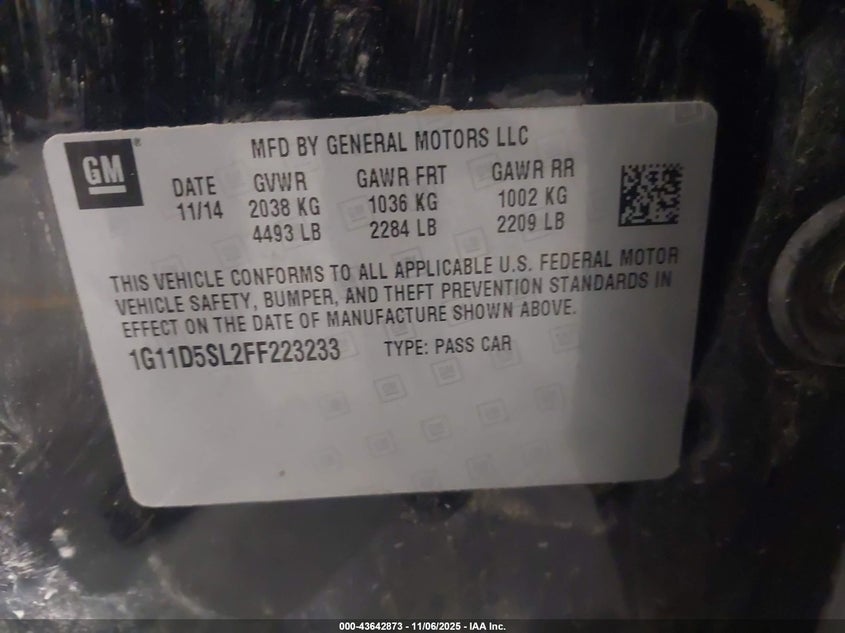 GM
MFD BY GENERAL MOTORS LLC
DATE GVWR GAWR FRT GAWR RR
11/14 2038 KG 1036 KG 1002 KG
4493 LB 2284 LB 2209 LB
THIS VEHICLE CONFORMS TO ALL APPLICABLE U.S. FEDERAL MOTOR
VEHICLE SAFETY, BUMPER, AND THEFT PREVENTION STANDARDS IN
EFFECT ON THE DATE OF MANUFACTURE SHOWN ABOVE.
1G11D5SL2FF223233 TYPE: PASS CAR
000-43642873 - 11/06/2025 - IAA Inc.